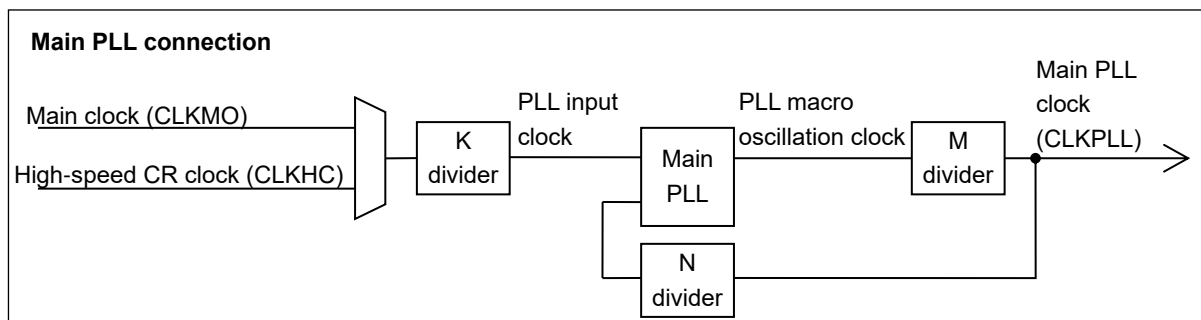 Main PLL connection
Main clock (CLKMO)
High-speed CR clock (CLKHC)
K
divider
PLL input
clock
Main
PLL
PLL macro
oscillation clock
M
divider
Main PLL
clock
(CLKPLL)
N
divider